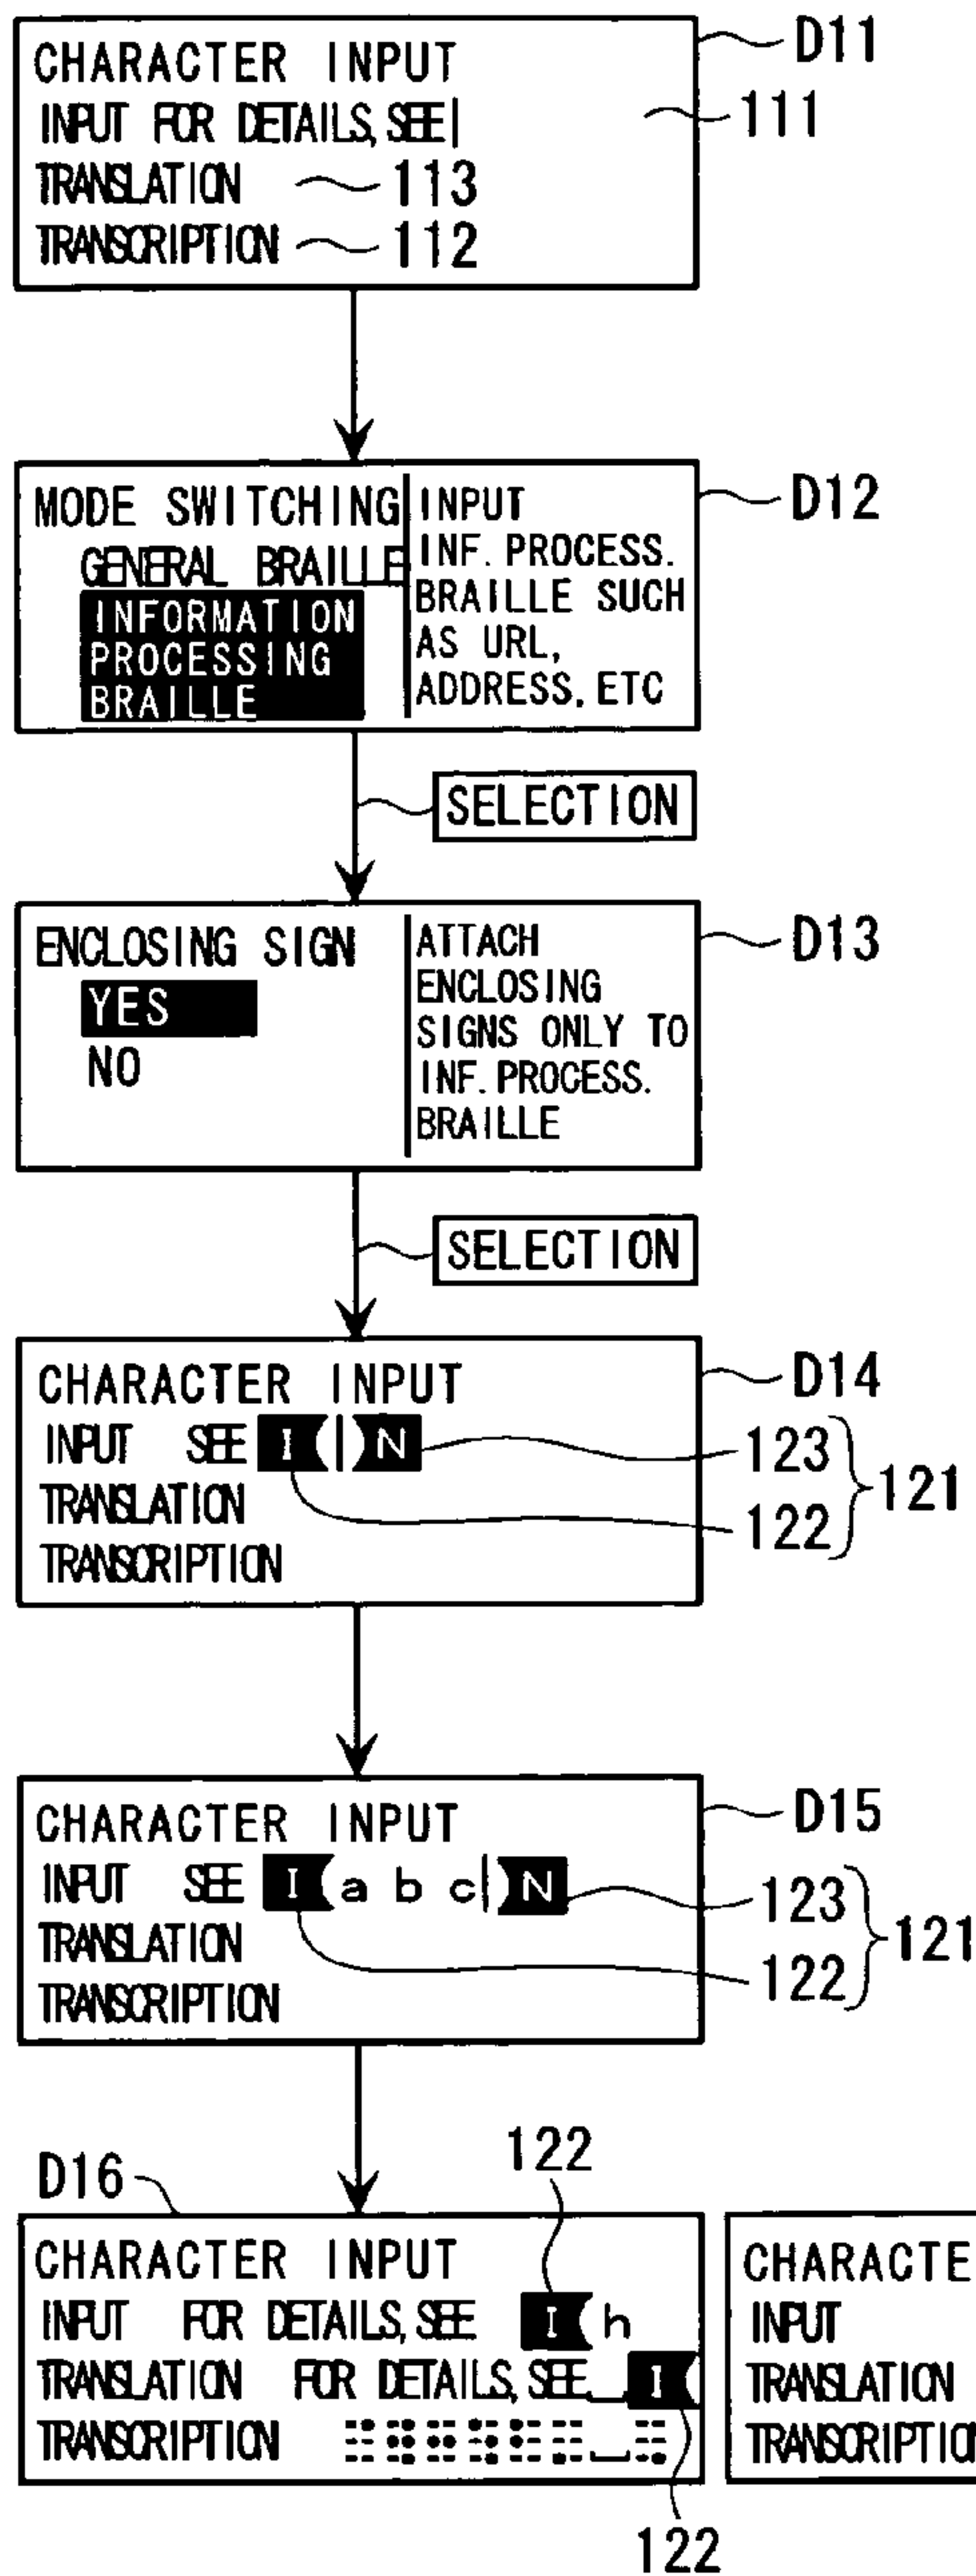 CHARACTER INPUT
INPUT FOR DETAILS, SEE|
TRANSLATION 113
TRANSCRIPTION 112
D11
111
MODE SWITCHING
GENERAL BRAILLE
INFORMATION
PROCESSING
BRAILLE
INPUT
INF. PROCESS.
BRAILLE SUCH
AS URL,
ADDRESS, ETC
D12
SELECTION
ENCLOSING SIGN
YES
NO
ATTACH
ENCLOSING
SIGNS ONLY TO
INF. PROCESS.
BRAILLE
D13
SELECTION
CHARACTER INPUT
INPUT SEE I(|)N
TRANSLATION
TRANSCRIPTION
D14
123
122
121
CHARACTER INPUT
INPUT SEE I(a b c|)N
TRANSLATION
TRANSCRIPTION
D15
123
122
121
D16
122
CHARACTER INPUT
INPUT FOR DETAILS, SEE I(h
TRANSLATION FOR DETAILS, SEE I(
TRANSCRIPTION
122
CHARACTE
INPUT
TRANSLATION
TRANSCRIPTION